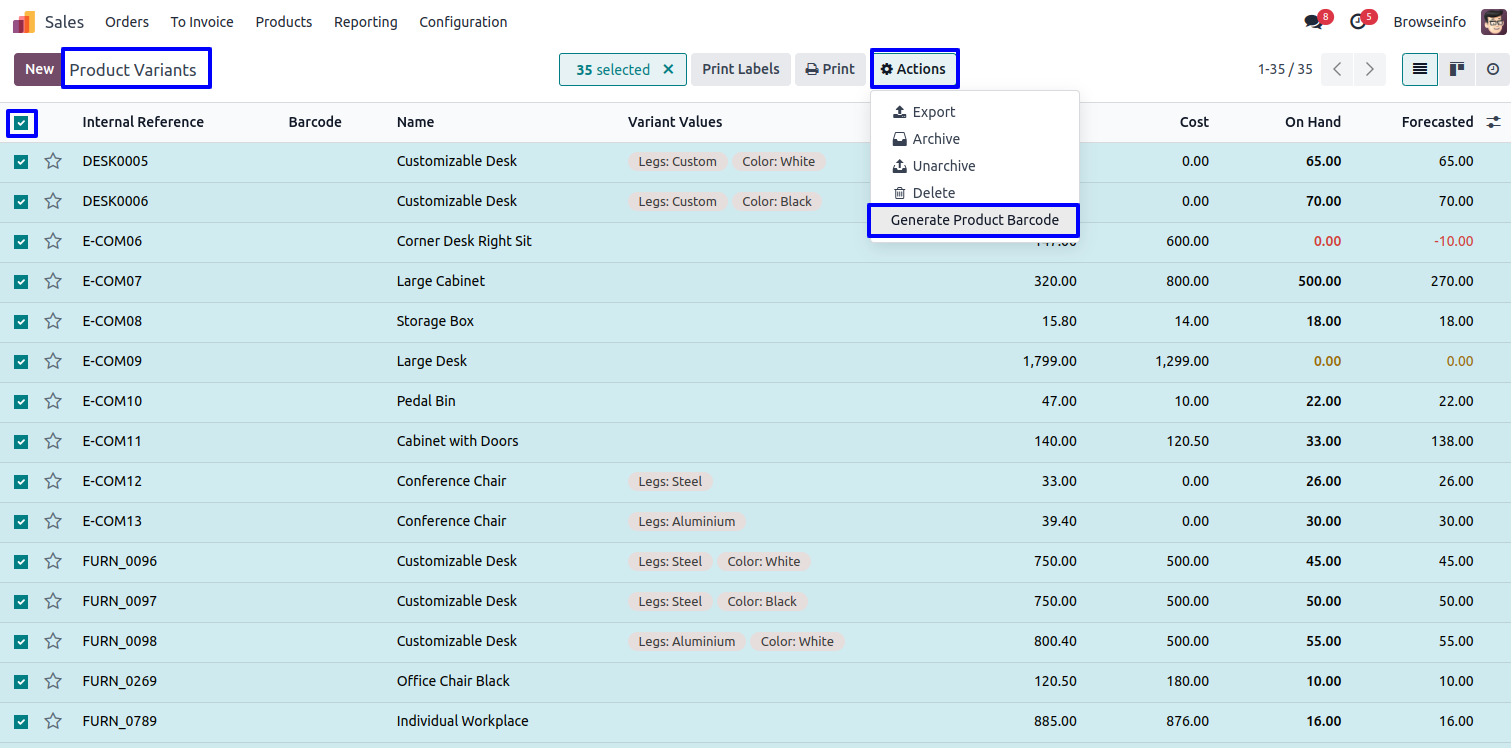 Sales Orders To Invoice Products Reporting Configuration 8 5 Browseinfo
New Product Variants 35 selected × Print Labels Print Actions 1-35 / 35
Export
Archive
Unarchive
Delete
Generate Product Barcode
Internal Reference Barcode Name Variant Values Cost On Hand Forecasted
DESK0005 Customizable Desk Legs: Custom Color: White 0.00 65.00 65.00
DESK0006 Customizable Desk Legs: Custom Color: Black 0.00 70.00 70.00
E-COM06 Corner Desk Right Sit 147.00 600.00 0.00 -10.00
E-COM07 Large Cabinet 320.00 800.00 500.00 270.00
E-COM08 Storage Box 15.80 14.00 18.00 18.00
E-COM09 Large Desk 1,799.00 1,299.00 0.00 0.00
E-COM10 Pedal Bin 47.00 10.00 22.00 22.00
E-COM11 Cabinet with Doors 140.00 120.50 33.00 138.00
E-COM12 Conference Chair Legs: Steel 33.00 0.00 26.00 26.00
E-COM13 Conference Chair Legs: Aluminium 39.40 0.00 30.00 30.00
FURN_0096 Customizable Desk Legs: Steel Color: White 750.00 500.00 45.00 45.00
FURN_0097 Customizable Desk Legs: Steel Color: Black 750.00 500.00 50.00 50.00
FURN_0098 Customizable Desk Legs: Aluminium Color: White 800.40 500.00 55.00 55.00
FURN_0269 Office Chair Black 120.50 180.00 10.00 10.00
FURN_0789 Individual Workplace 885.00 876.00 16.00 16.00